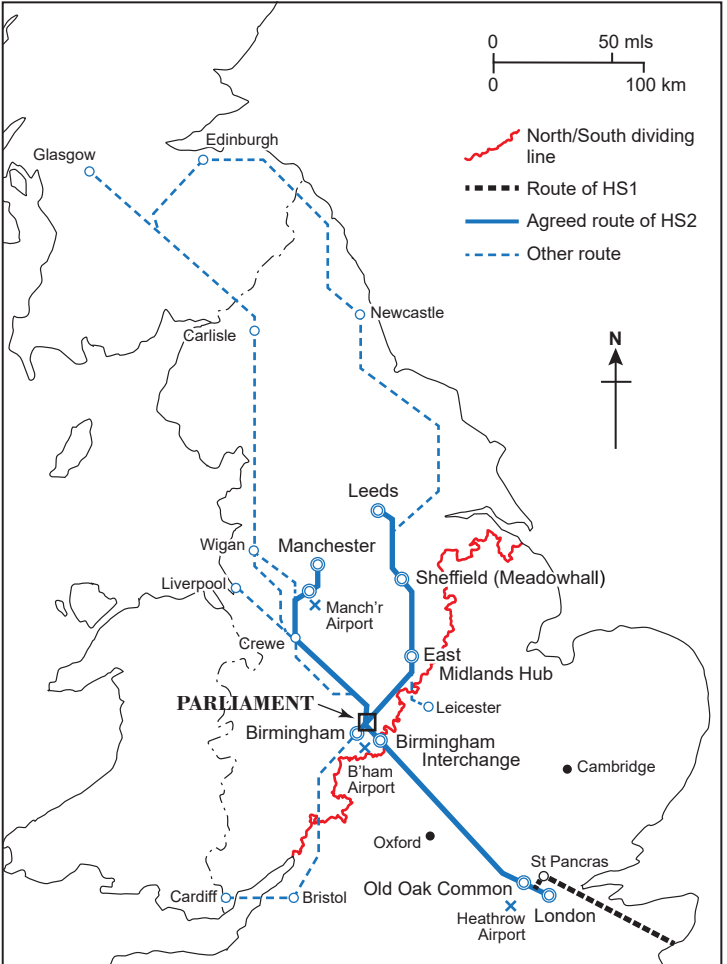 0 50 mls
0 100 km
North/South dividing
line
Route of HS1
Agreed route of HS2
Other route
N
Edinburgh
Glasgow
Newcastle
Carlisle
Leeds
Wigan
Manchester
Sheffield (Meadowhall)
Liverpool
Manch'r
Airport
Crewe
East
Midlands Hub
PARLIAMENT
Leicester
Birmingham
Birmingham
Interchange
B'ham
Airport
Cambridge
Oxford
St Pancras
Old Oak Common
Cardiff
Bristol
London
Heathrow
Airport